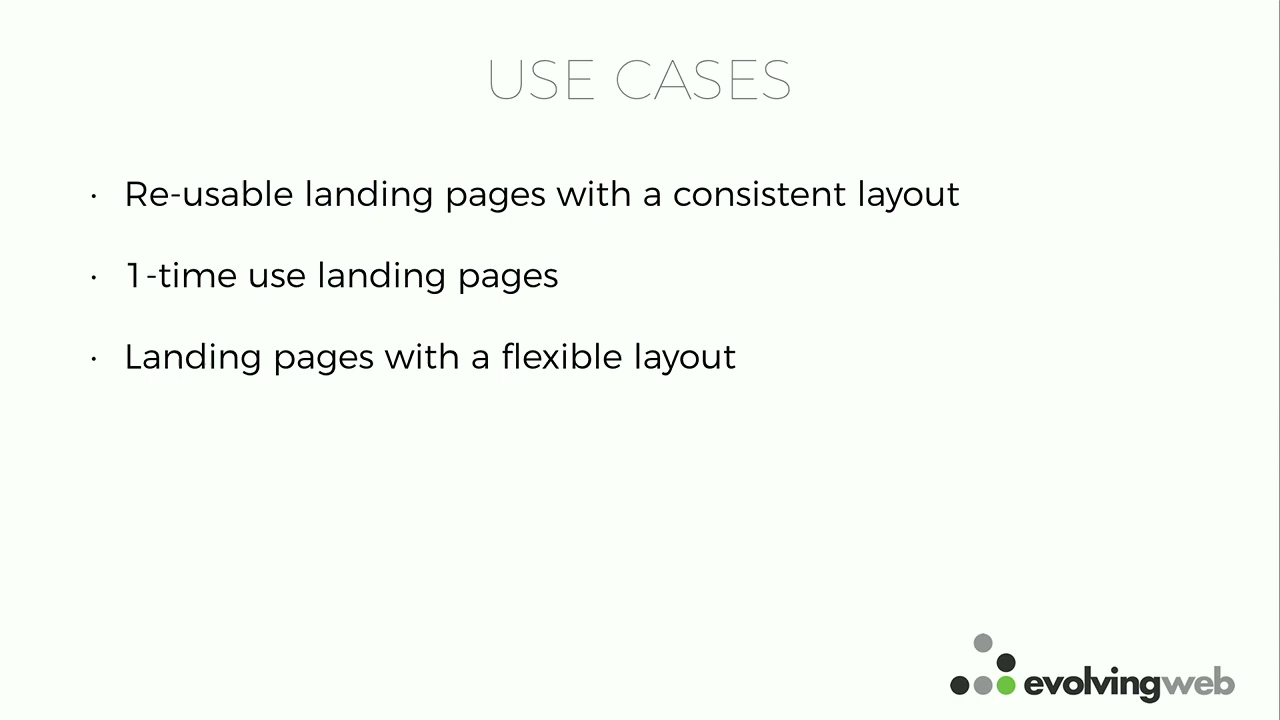 USE CASES
· Re-usable landing pages with a consistent layout
· 1-time use landing pages
· Landing pages with a flexible layout
evolvingweb